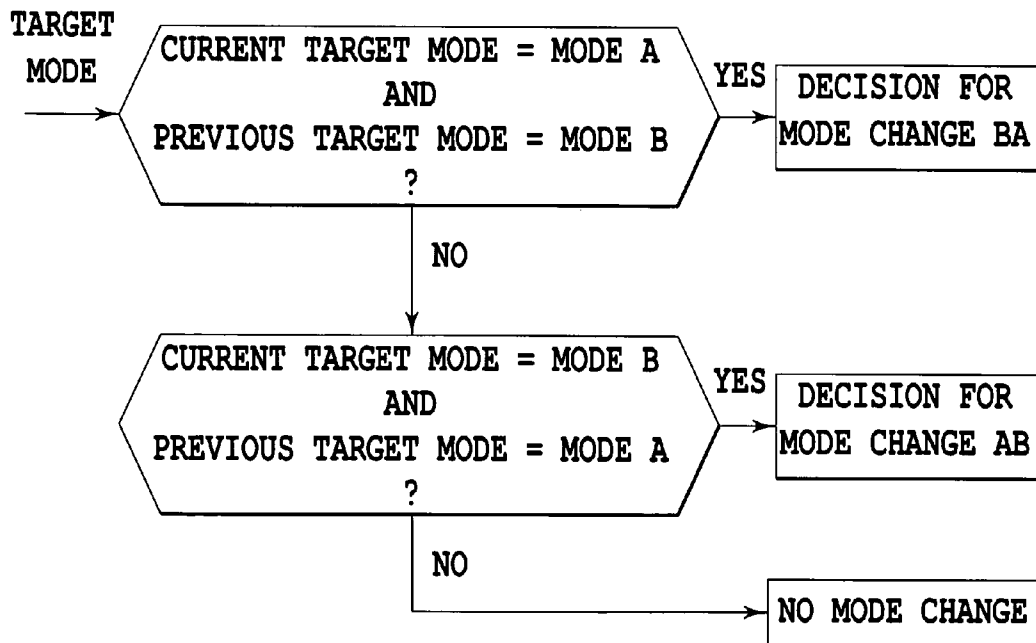 TARGET
MODE
CURRENT TARGET MODE = MODE A
AND
PREVIOUS TARGET MODE = MODE B
?
YES
DECISION FOR
MODE CHANGE BA
NO
CURRENT TARGET MODE = MODE B
AND
PREVIOUS TARGET MODE = MODE A
?
YES
DECISION FOR
MODE CHANGE AB
NO
NO MODE CHANGE